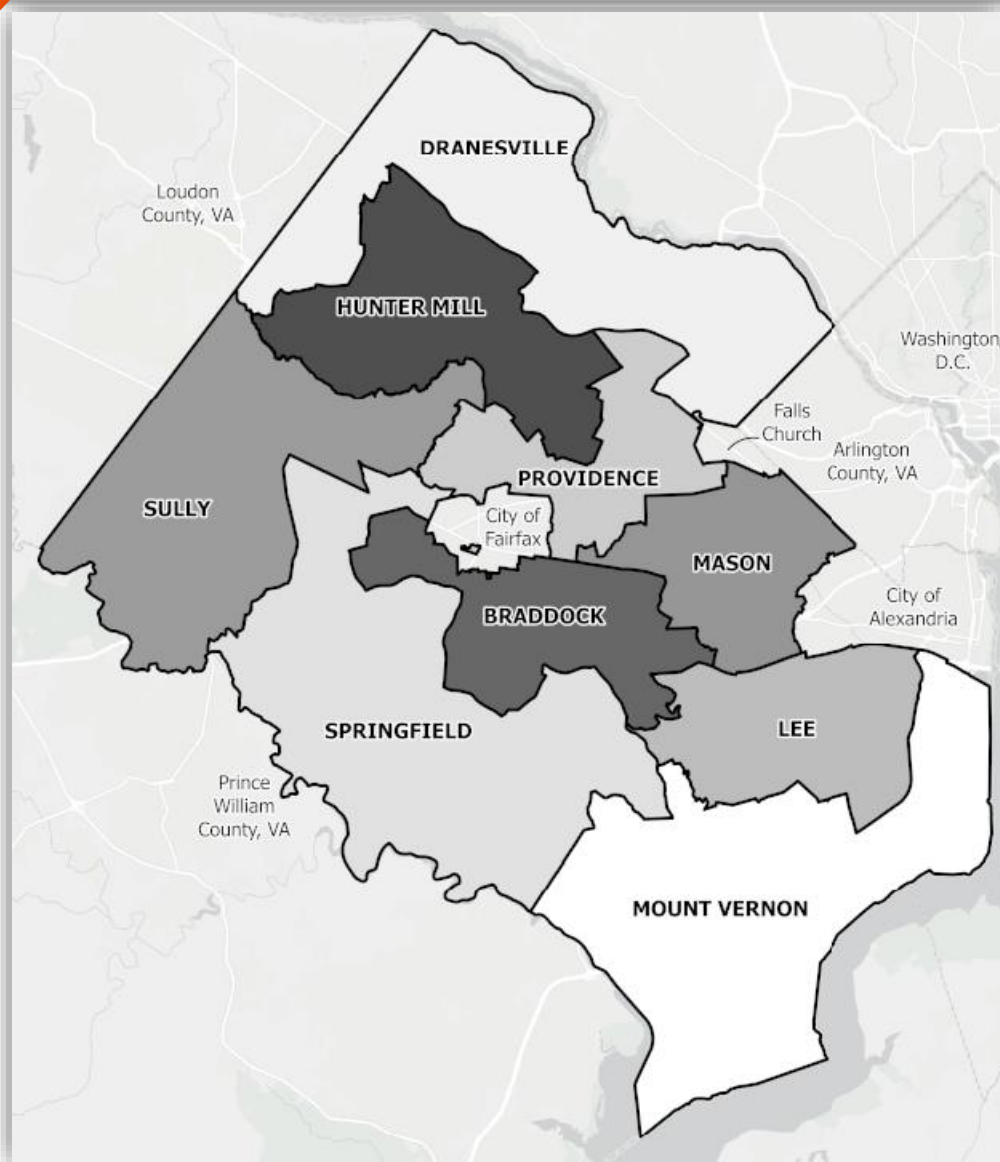 DRANESVILLE
Loudon
County, VA
HUNTER MILL
Washington
D.C.
Falls
Church
Arlington
County, VA
PROVIDENCE
SULLY
City of
Fairfax
MASON
City of
Alexandria
BRADDOCK
SPRINGFIELD
LEE
Prince
William
County, VA
MOUNT VERNON